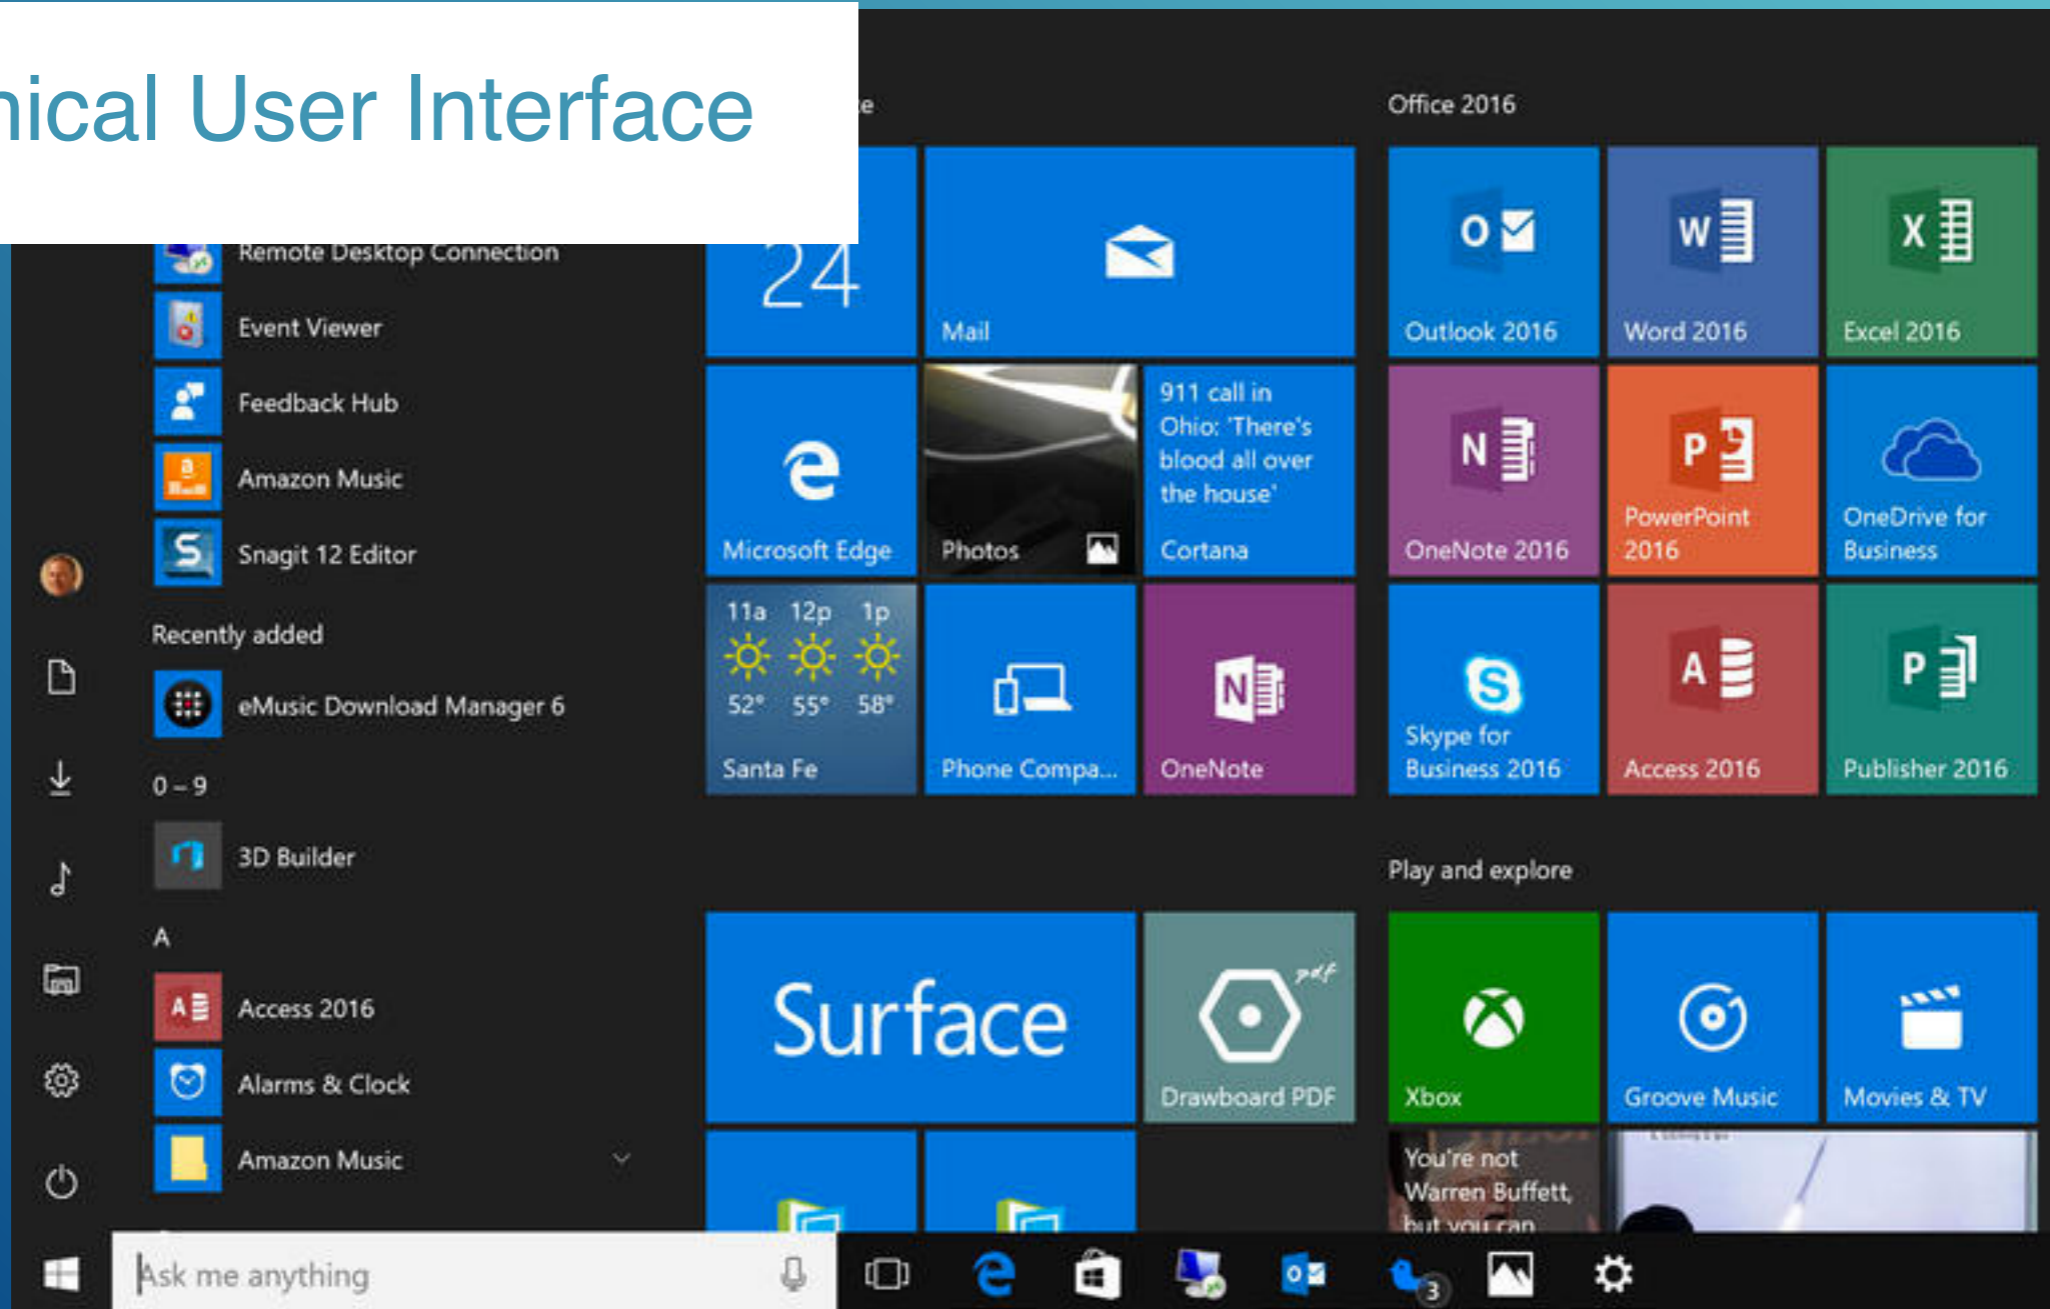 nical User Interface
Remote Desktop Connection
Event Viewer
Feedback Hub
Amazon Music
Snagit 12 Editor
Recently added
eMusic Download Manager 6
0 – 9
3D Builder
A
Access 2016
Alarms & Clock
Amazon Music
Ask me anything
24
Mail
Microsoft Edge
Photos
911 call in
Ohio: 'There's
blood all over
the house'
Cortana
11a 12p 1p
52° 55° 58°
Santa Fe
Phone Compa...
OneNote
Surface
pdf
Drawboard PDF
Office 2016
Outlook 2016
Word 2016
Excel 2016
OneNote 2016
PowerPoint
2016
OneDrive for
Business
Skype for
Business 2016
Access 2016
Publisher 2016
Play and explore
Xbox
Groove Music
Movies & TV
You're not
Warren Buffett,
but you can
3